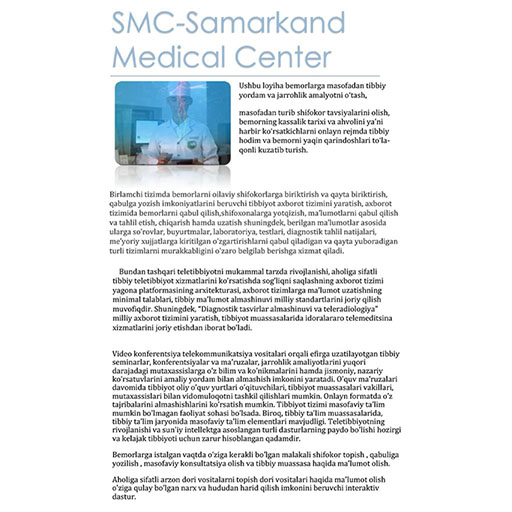 SMC-Samarkand
Medical Center
Ushbu loyiha bemorlarga masofadan tibbiy
yordam va jarrohlik amalyotni o'tash,
masofadan turib shifokor tavsiyalarini olish,
bemorning kassalik tarixi va ahvolini ya'ni
harbir ko'rsatkichlarni onlayn rejmda tibbiy
hodim va bemorni yaqin qarindoshlari to'la-
qonli kuzatib turish.
Birlamchi tizimda bemorlarni oilaviy shifokorlarga biriktirish va qayta biriktirish,
qabulga yozish imkoniyatlarini beruvchi tibbiyot axborot tizimini yaratish, axborot
tizimida bemorlarni qabul qilish,shifoxonalarga yotqizish, ma'lumotlarni qabul qilish
va tahlil etish, chiqarish hamda uzatish shuningdek, berilgan ma'lumotlar asosida
ularga so'rovlar, buyurtmalar, laboratoriya, testlari, diagnostik tahlil natijalari,
me'yoriy xujjatlarga kiritilgan o'zgartirishlarni qabul qiladigan va qayta yuboradigan
turli tizimlarni murakkabligini o'zaro belgilab berishga xizmat qiladi.
Bundan tashqari teletibbiyotni mukammal tarzda rivojlanishi, aholiga sifatli
tibbiy teletibbiyot xizmatlarini ko'rsatishda sog'liqni saqlashning axborot tizimi
yagona platformasining arxitekturasi, axborot tizimlarga ma'lumot uzatishning
minimal talablari, tibbiy ma'lumot almashinuvi milliy standartlarini joriy qilish
muvofiqdir. Shuningdek, "Diagnostik tasvirlar almashinuvi va teleradiologiya"
milliy axborot tizimini yaratish, tibbiyot muassasalarida idoralararo telemeditsina
xizmatlarini joriy etishdan iborat bo'ladi.
Video konferentsiya telekommunikatsiya vositalari orqali efirga uzatilayotgan tibbiy
seminarlar, konferentsiyalar va ma'ruzalar, jarrohlik amaliyotlarini yuqori
darajadagi mutaxassislarga o'z bilim va ko'nikmalarini hamda jismoniy, nazariy
ko'rsatuvlarini amaliy yordam bilan almashish imkonini yaratadi. O'quv ma'ruzalari
davomida tibbiyot oliy o'quv yurtlari o'qituvchilari, tibbiyot muassasalari vakillari,
mutaxassislari bilan vidomuloqotni tashkil qilishlari mumkin. Onlayn formatda o'z
tajribalarini almashishlarini ko'rsatish mumkin. Tibbiyot tizimi masofaviy ta'lim
mumkin bo'lmagan faoliyat sohasi bo'lsada. Biroq, tibbiy ta'lim muassasalarida,
tibbiy ta'lim jaryonida masofaviy ta'lim elementlari mavjudligi. Teletibbiyotning
rivojlanishi va sun'iy intellektga asoslangan turli dasturlarning paydo bo'lishi hozirgi
va kelajak tibbiyoti uchun zarur hisoblangan qadamdir.
Bemorlarga istalgan vaqtda o'ziga kerakli bo'lgan malakali shifokor topish , qabuliga
yozilish , masofaviy konsultatsiya olish va tibbiy muassasa haqida ma'lumot olish.
Aholiga sifatli arzon dori vositalarni topish dori vositalari haqida ma'lumot olish
o'ziga qulay bo'lgan narx va hududan harid qilish imkonini beruvchi interaktiv
dastur.